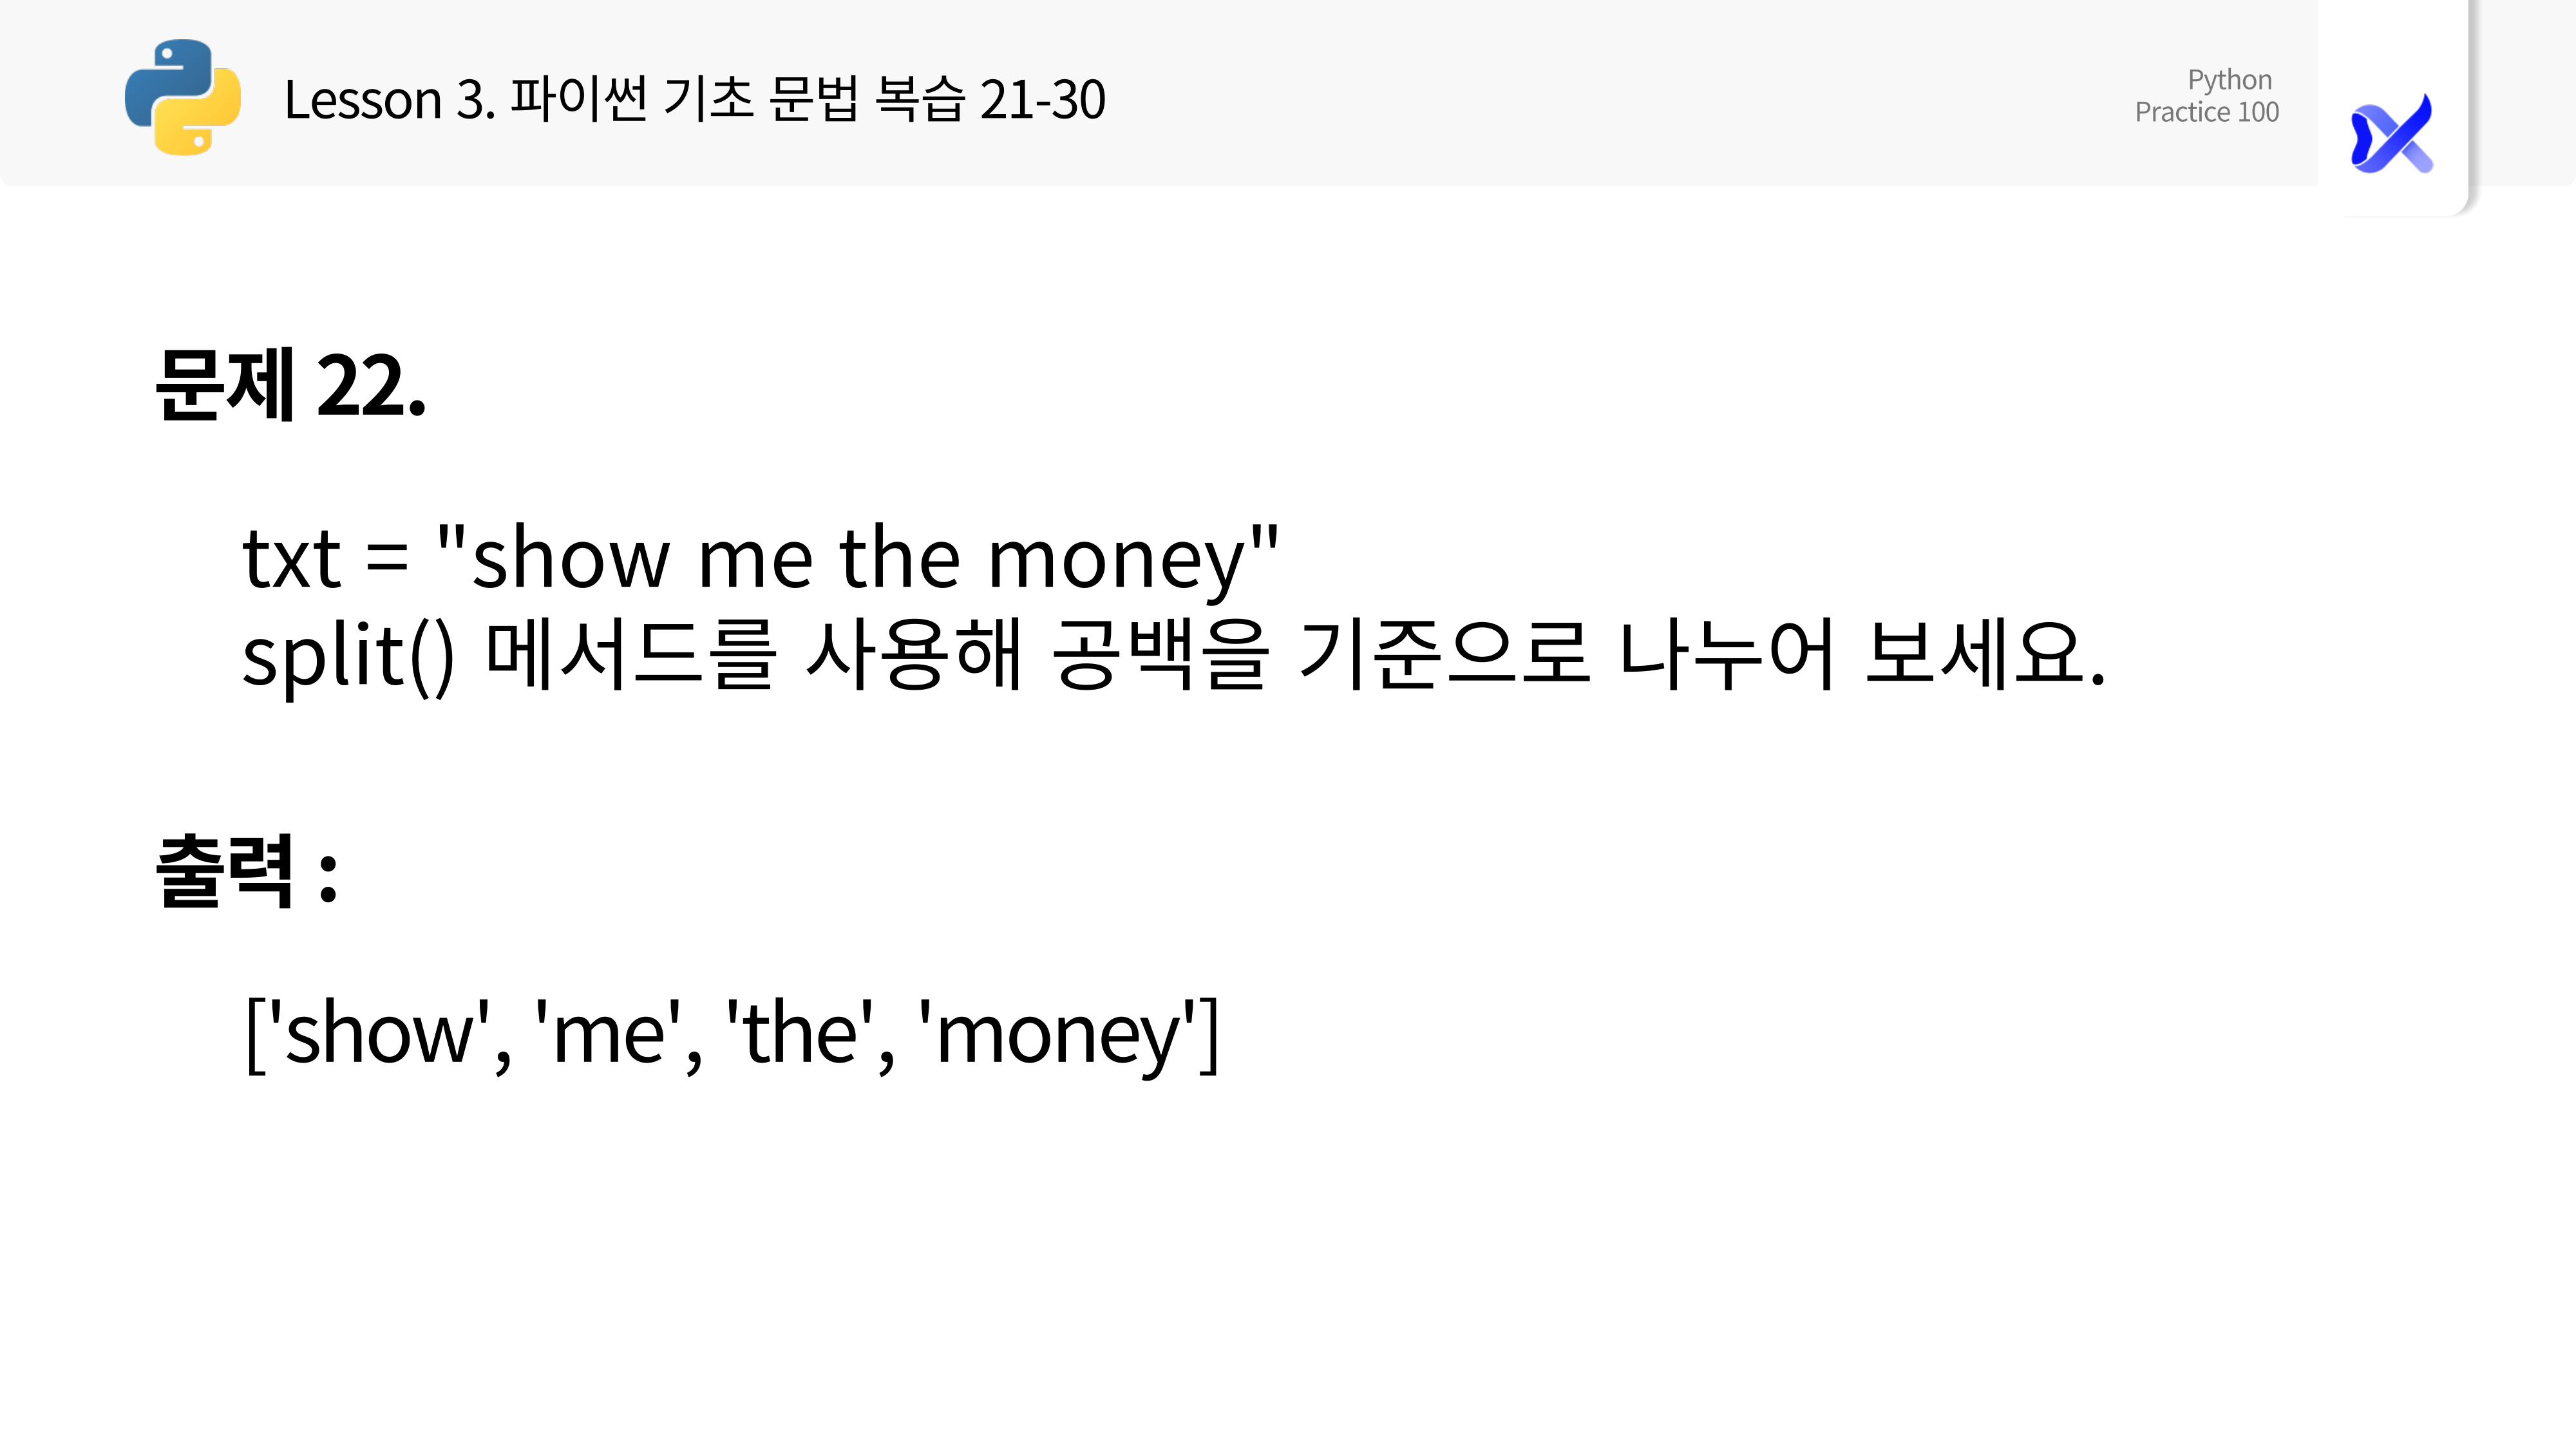 Lesson 3. 파이썬 기초 문법 복습 21-30
Python
Practice 100
문제 22.
txt = "show me the money"
split() 메서드를 사용해 공백을 기준으로 나누어 보세요.
출력 :
['show', 'me', 'the', 'money']